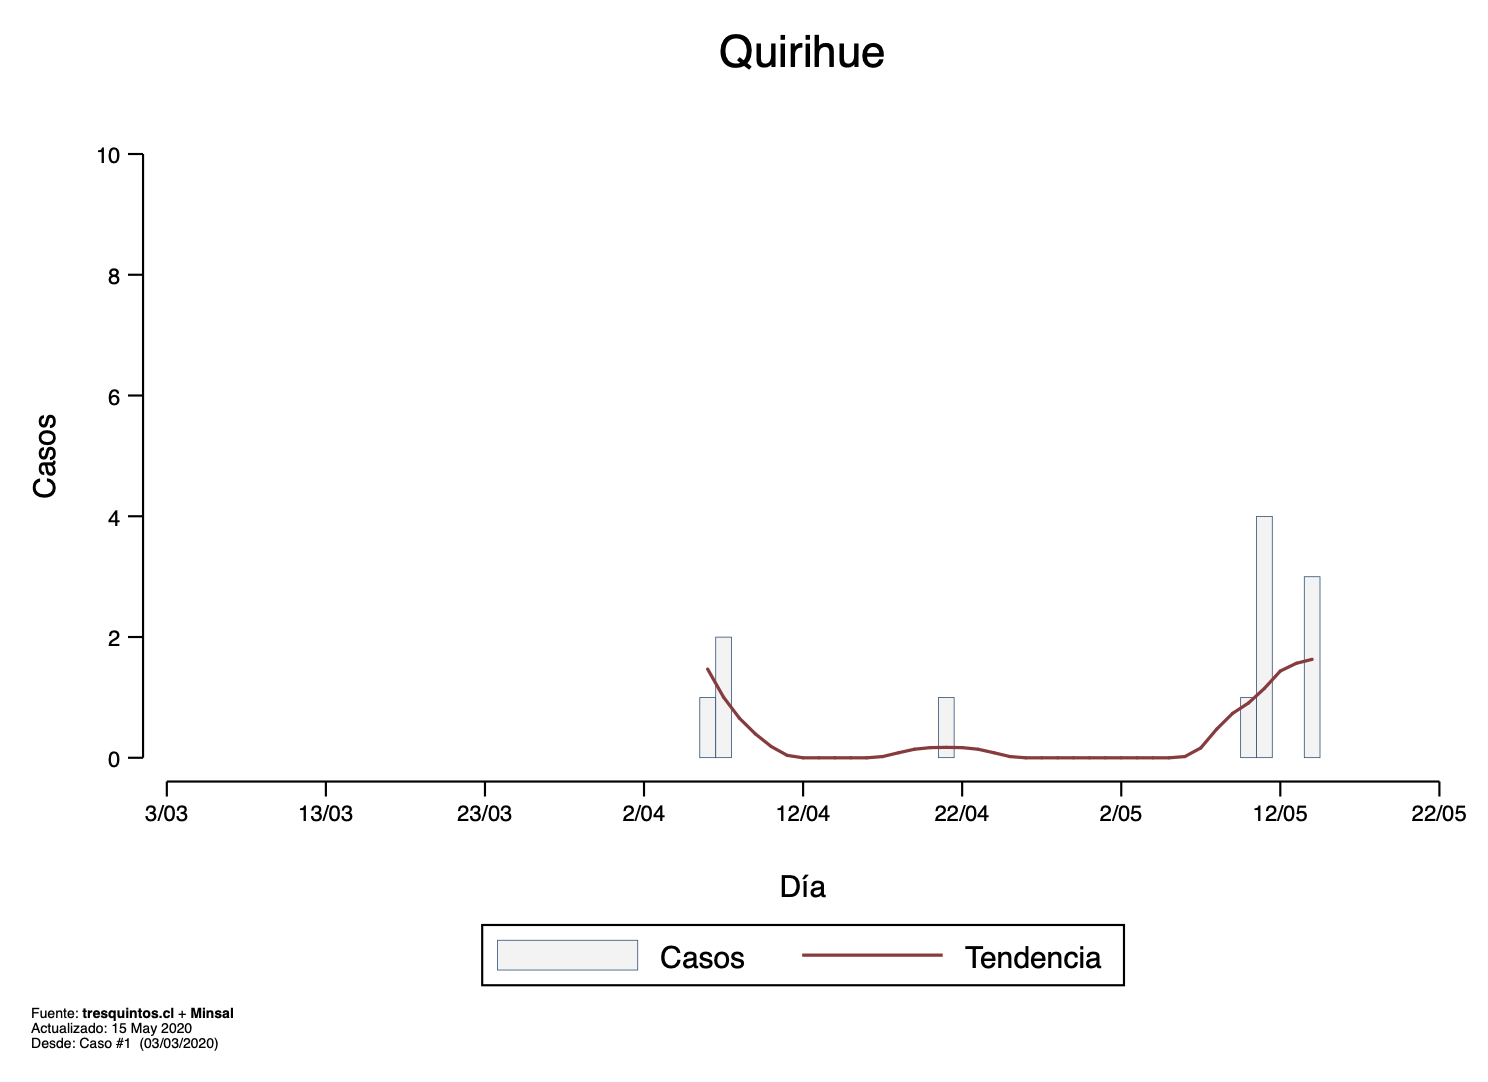 Quirihue
10
8
6
4
2
0
Casos
3/03 13/03 23/03 2/04 12/04 22/04 2/05 12/05 22/05
Día
Casos Tendencia
Fuente: tresquintos.cl + Minsal
Actualizado: 15 May 2020
Desde: Caso #1 (03/03/2020)